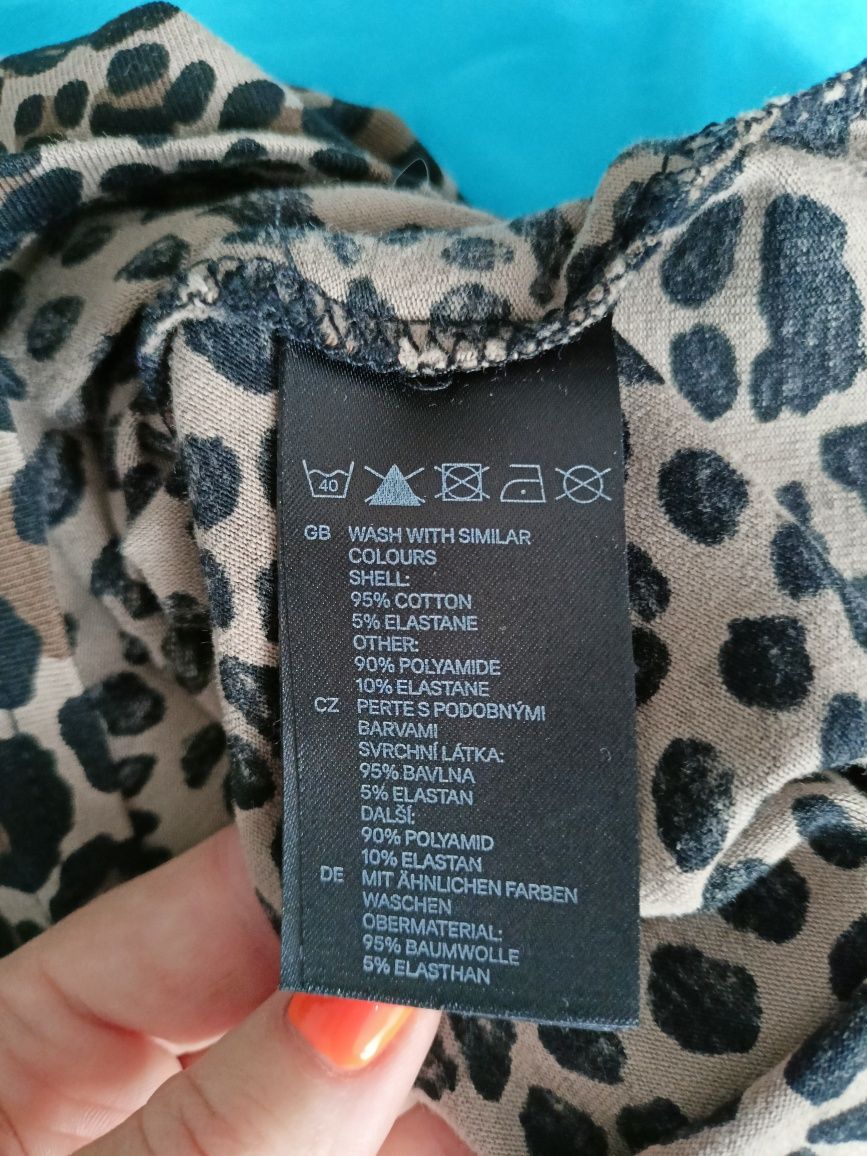 40
GB WASH WITH SIMILAR
COLOURS
SHELL:
95% COTTON
5% ELASTANE
OTHER:
90% POLYAMIDE
10% ELASTANE
CZ PERTE S PODOBNÝMI
BARVAMI
SVRCHNÍ LÁTKA:
95% BAVLNA
5% ELASTAN
DALŠÍ:
90% POLYAMID
10% ELASTAN
DE MIT ÄHNLICHEN FARBEN
WASCHEN
OBERMATERIAL:
95% BAUMWOLLE
5% ELASTHAN